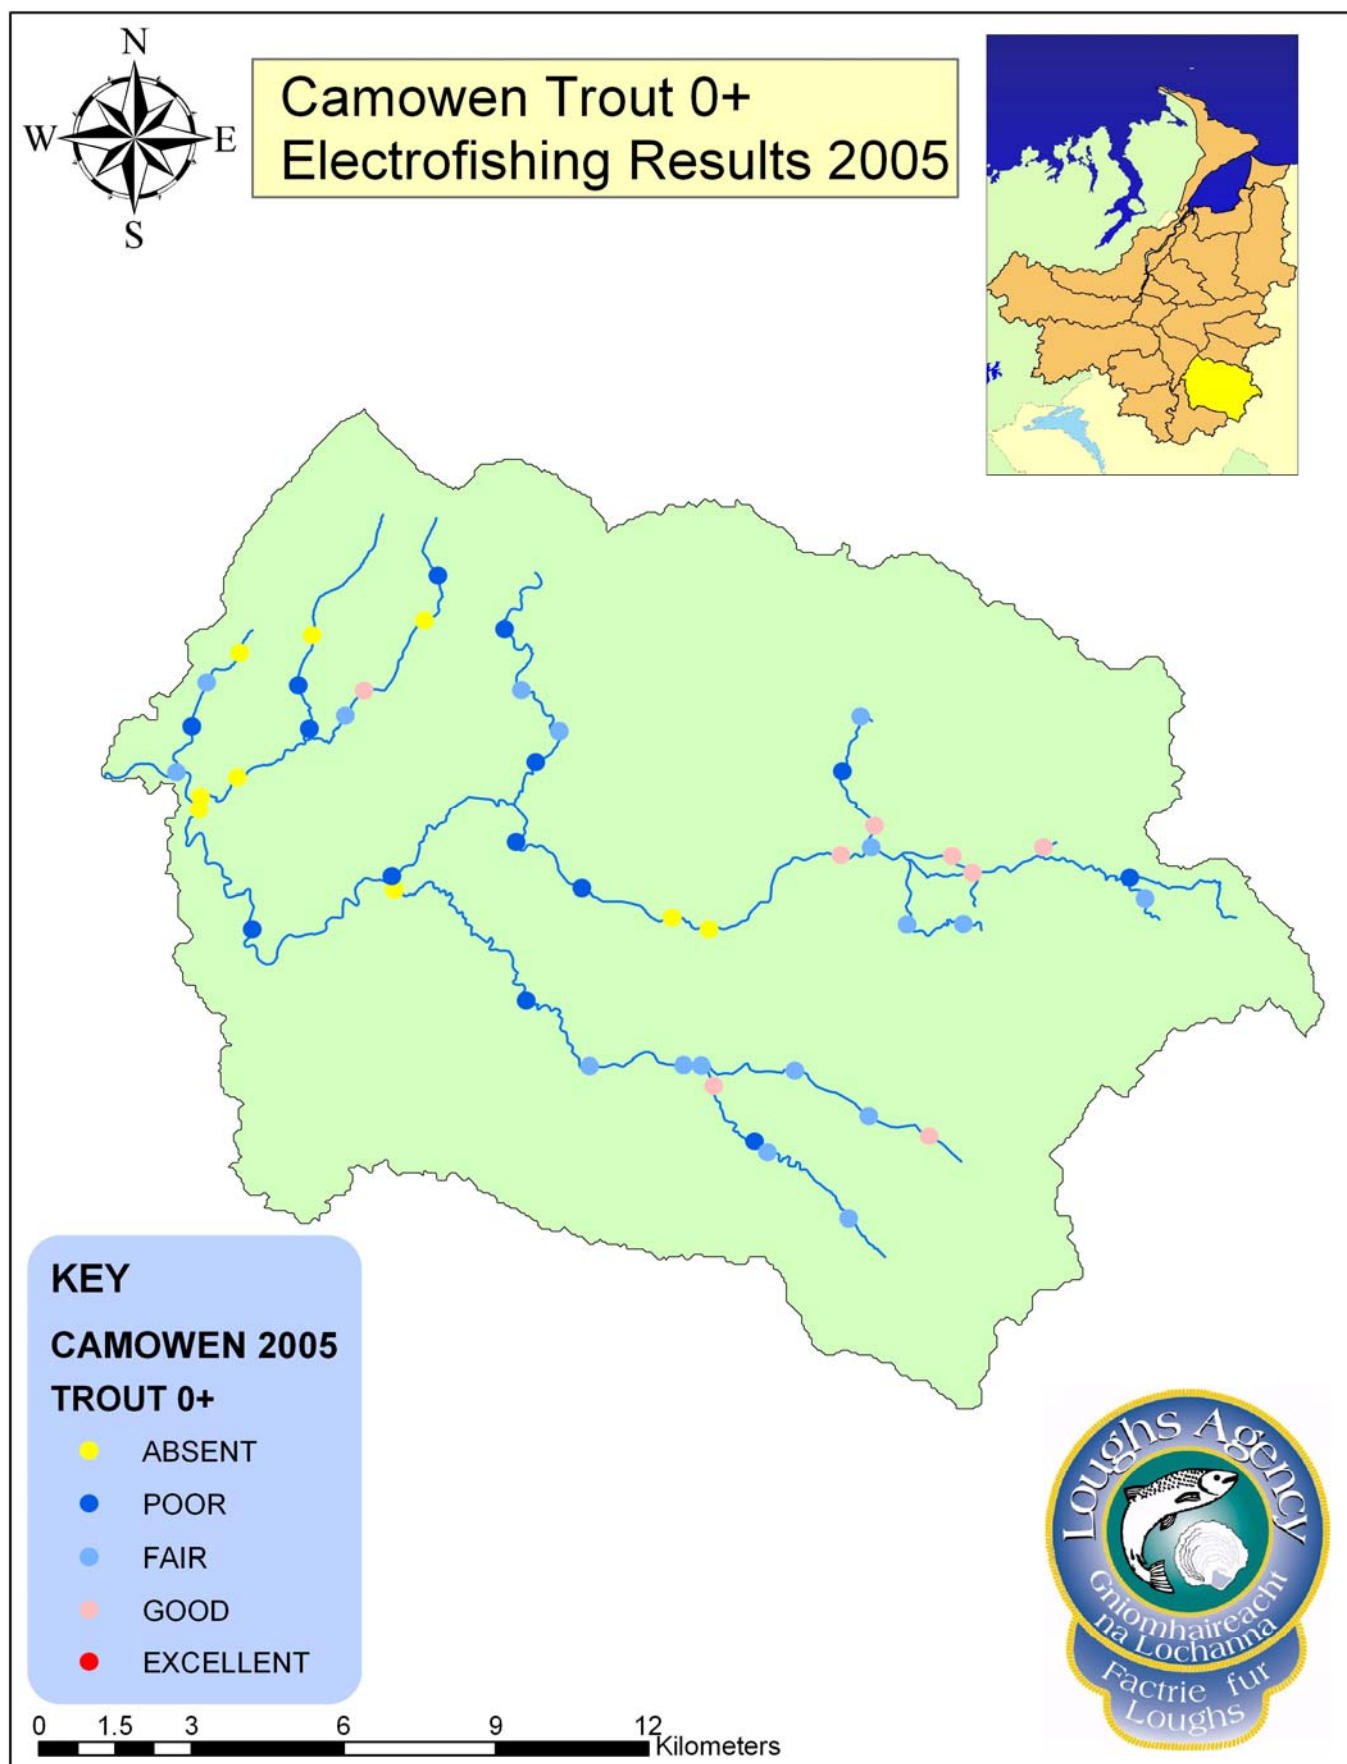 N
W
E
S
Camowen Trout 0+
Electrofishing Results 2005
KEY
CAMOWEN 2005
TROUT 0+
ABSENT
POOR
FAIR
GOOD
EXCELLENT
0 1.5 3 6 9 12
Kilometers
Loughs Agency
Gníomhaireacht
na Lochanna
Factrie fur
Loughs